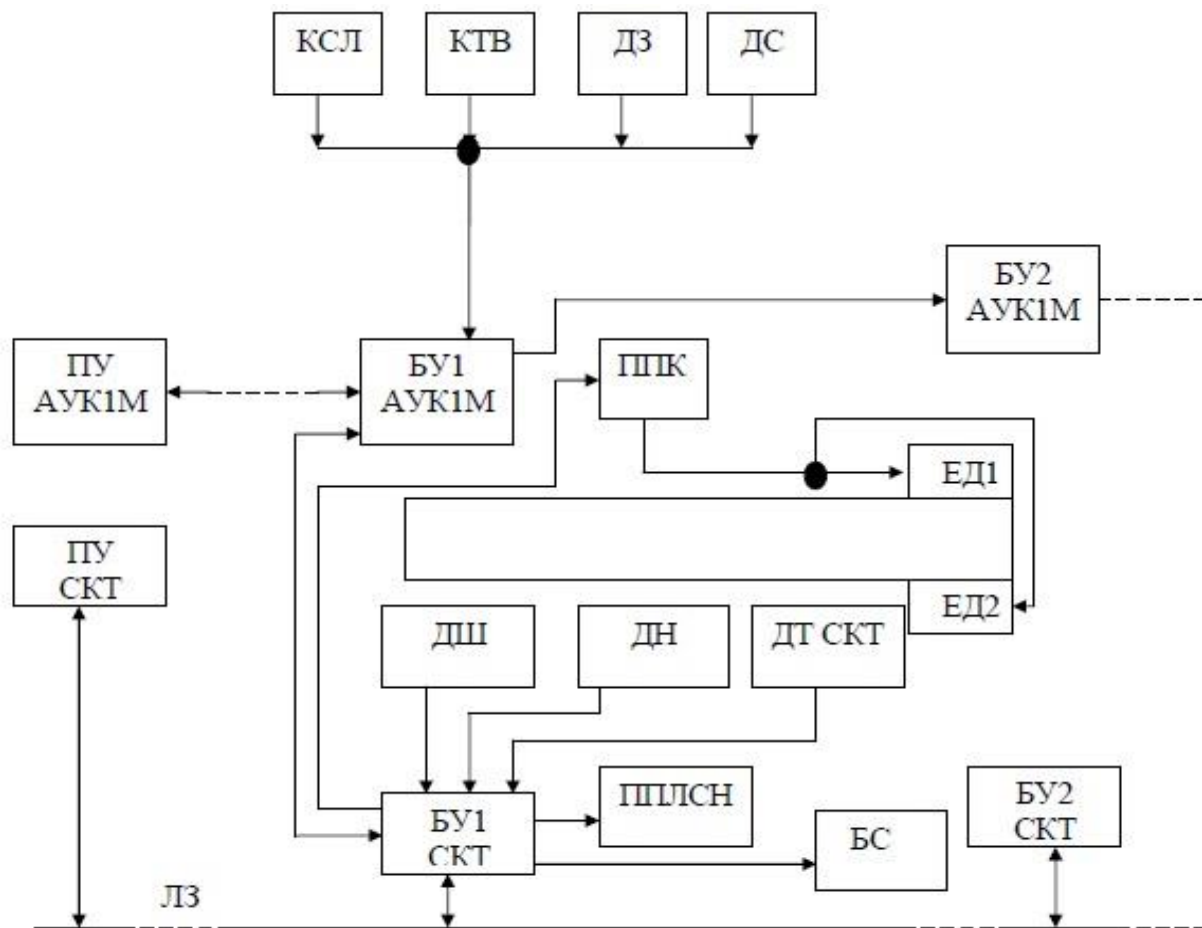 КСЛ
КТВ
ДЗ
ДС
БУ2
АУК1М
ПУ
АУК1М
БУ1
АУК1М
ППК
ЕД1
ПУ
СКТ
ЕД2
ДШ
ДН
ДТ СКТ
ППЛСН
БУ1
СКТ
БС
БУ2
СКТ
ЛЗ